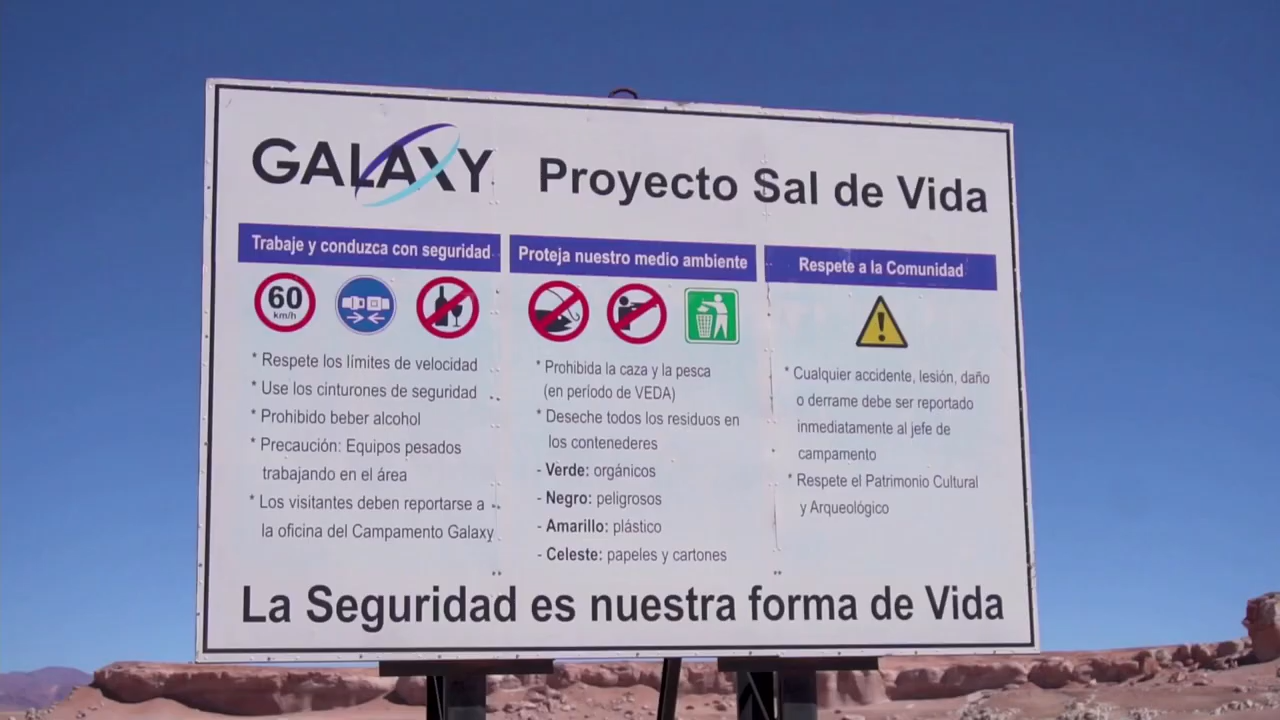 GALAXY Proyecto Sal de Vida
Trabaje y conduzca con seguridad
60
km/h
* Respete los límites de velocidad
* Use los cinturones de seguridad
* Prohibido beber alcohol
* Precaución: Equipos pesados
trabajando en el área
* Los visitantes deben reportarse a
la oficina del Campamento Galaxy
Proteja nuestro medio ambiente
* Prohibida la caza y la pesca
(en período de VEDA)
* Deseche todos los residuos en
los contenederes
- Verde: orgánicos
- Negro: peligrosos
- Amarillo: plástico
- Celeste: papeles y cartones
Respete a la Comunidad
* Cualquier accidente, lesión, daño
o derrame debe ser reportado
inmediatamente al jefe de
campamento
* Respete el Patrimonio Cultural
y Arqueológico
La Seguridad es nuestra forma de Vida